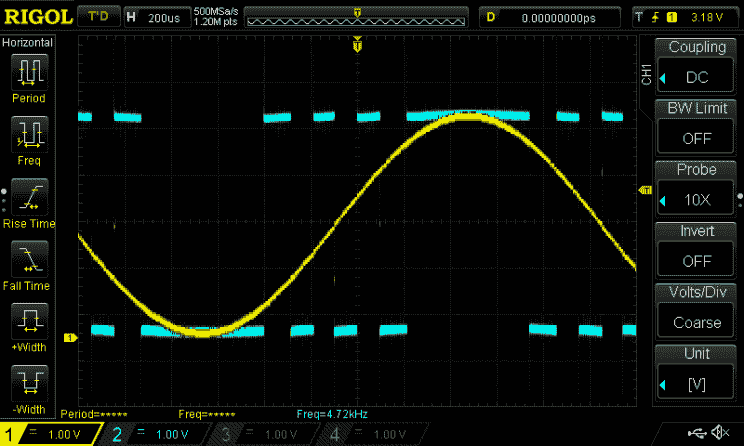 RIGOL T'D H 200us 500MSa/s D 0.00000000ps T 1 3.18 V
1.20M pts
Horizontal
Period
Freq
Rise Time
Fall Time
+Width
-Width
T
T
1
CH1
Coupling
DC
BW Limit
OFF
Probe
10X
Invert
OFF
Volts/Div
Coarse
Unit
[V]
Period=***** Freq=***** Freq=4.72kHz
1 = 1.00 V 2 = 1.00 V 3 = 1.00 V 4 = 1.00 V